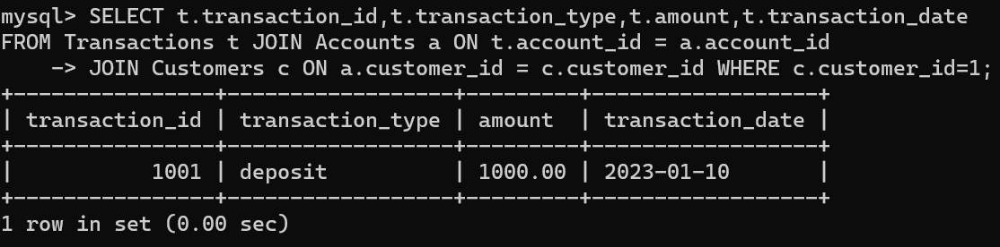 mysql> SELECT t.transaction_id,t.transaction_type,t.amount,t.transaction_date
FROM Transactions t JOIN Accounts a ON t.account_id = a.account_id
    -> JOIN Customers c ON a.customer_id = c.customer_id WHERE c.customer_id=1;
+----------------+------------------+---------+------------------+
| transaction_id | transaction_type | amount  | transaction_date |
+----------------+------------------+---------+------------------+
|           1001 | deposit          | 1000.00 | 2023-01-10       |
+----------------+------------------+---------+------------------+
1 row in set (0.00 sec)